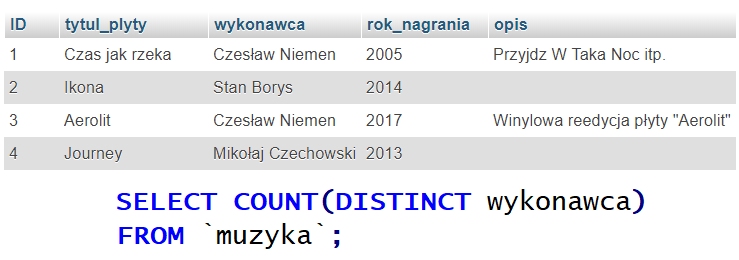 ID tytul_plyty wykonawca rok_nagrania opis
1 Czas jak rzeka Czesław Niemen 2005 Przyjdz W Taka Noc itp.
2 Ikona Stan Borys 2014
3 Aerolit Czesław Niemen 2017 Winylowa reedycja płyty "Aerolit"
4 Journey Mikołaj Czechowski 2013
SELECT COUNT(DISTINCT wykonawca)
FROM `muzyka`;